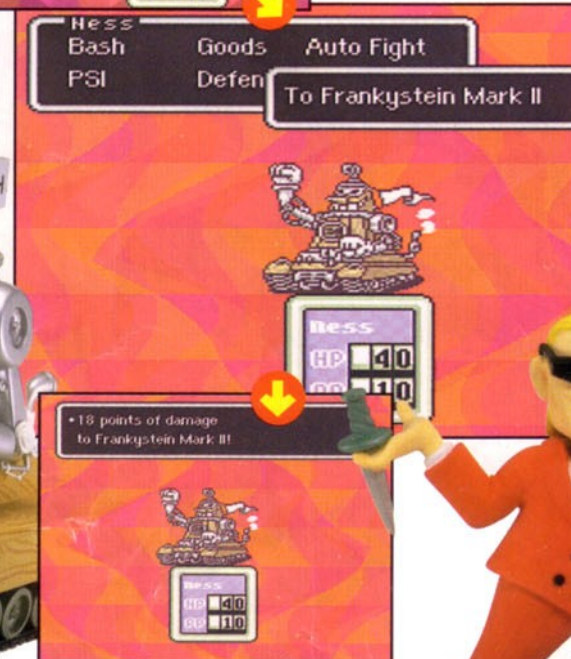 Ness
Bash Goods Auto Fight
PSI Defen
To Frankystein Mark II
Ness
HP 40
PP 10
•18 points of damage
to Frankystein Mark II!
Ness
HP 40
PP 10